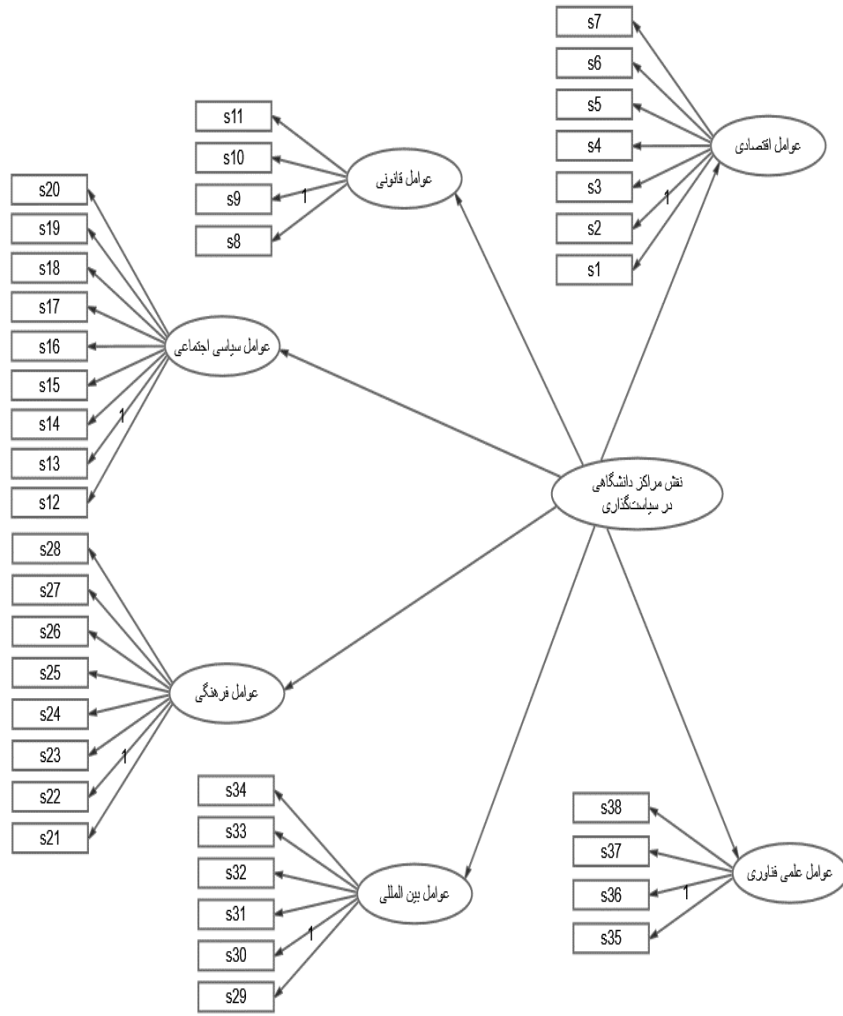 s7
s6
s5
s4
s3
s2
s1
1
عوامل اقتصادی
s11
s10
s9
s8
1
عوامل قانونی
s20
s19
s18
s17
s16
s15
s14
s13
s12
1
عوامل سیاسی اجتماعی
نقش مراکز دانشگاهی
در سیاست‌گذاری
s28
s27
s26
s25
s24
s23
s22
s21
1
عوامل فرهنگی
s34
s33
s32
s31
s30
s29
1
عوامل بین المللی
s38
s37
s36
s35
1
عوامل علمی فناوری